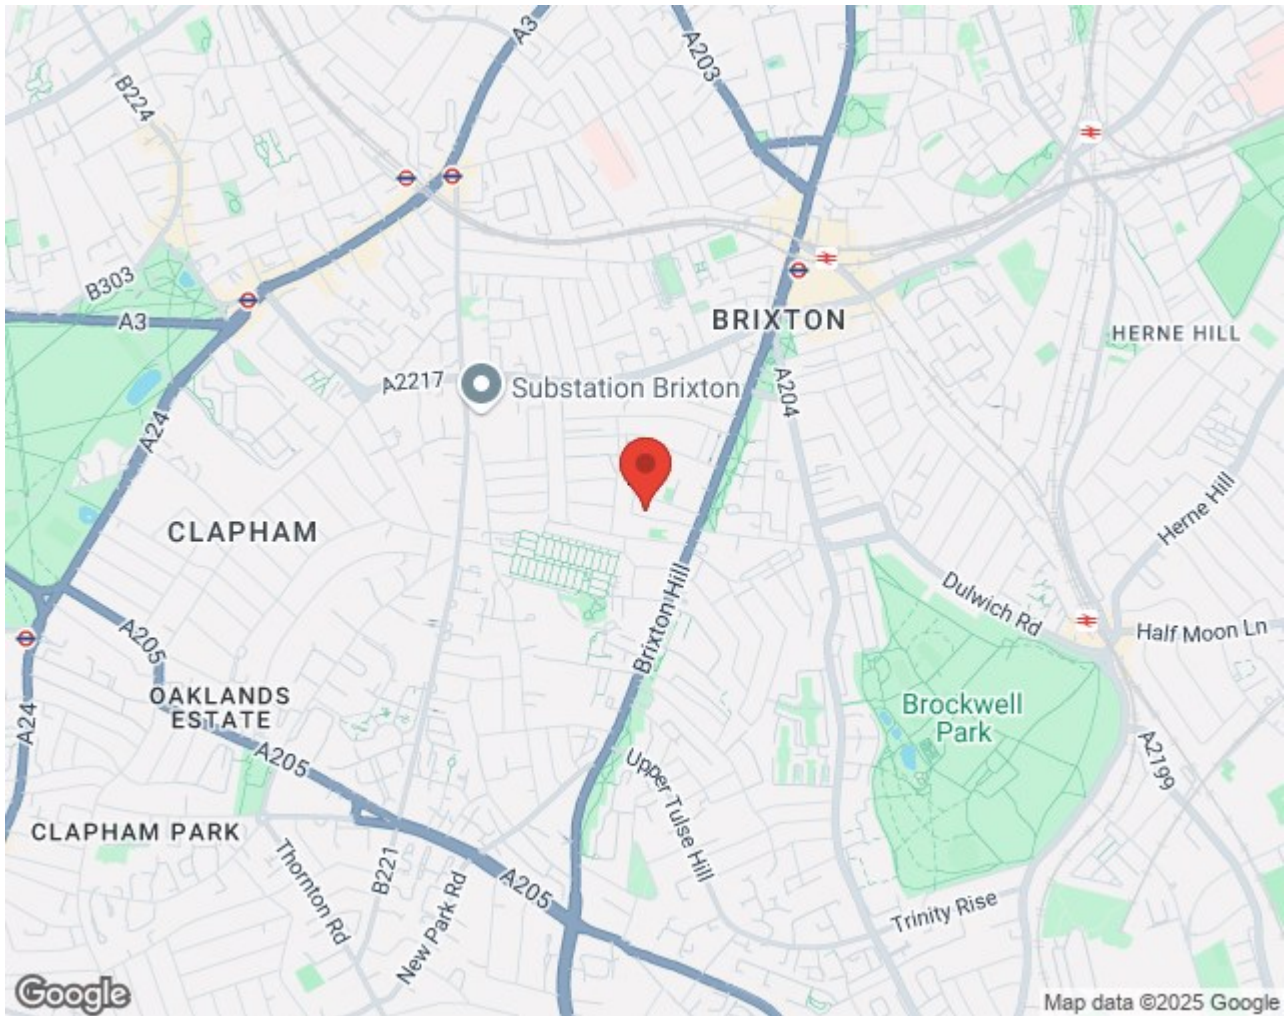 A3
A203
B224
B303
A3
BRIXTON
HERNE HILL
A2217
Substation Brixton
A204
A24
Herne Hill
CLAPHAM
Dulwich Rd
Brixton Hill
Half Moon Ln
A205
OAKLANDS
ESTATE
A24
Brockwell
Park
A205
Upper Tulse Hill
A2199
CLAPHAM PARK
Thornton Rd
B221
New Park Rd
A205
Trinity Rise
Google
Map data ©2025 Google